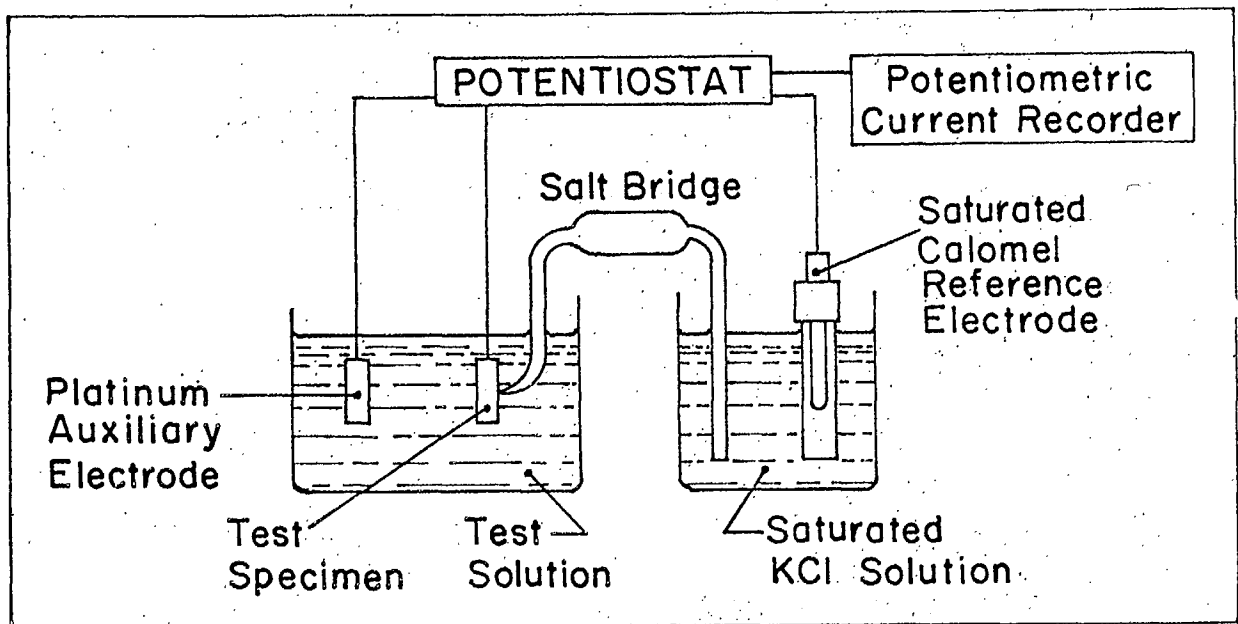 POTENTIOSTAT
Potentiometric
Current Recorder
Salt Bridge
Saturated
Calomel
Reference
Electrode
Platinum
Auxiliary
Electrode
Test
Specimen
Test
Solution
Saturated
KCl Solution